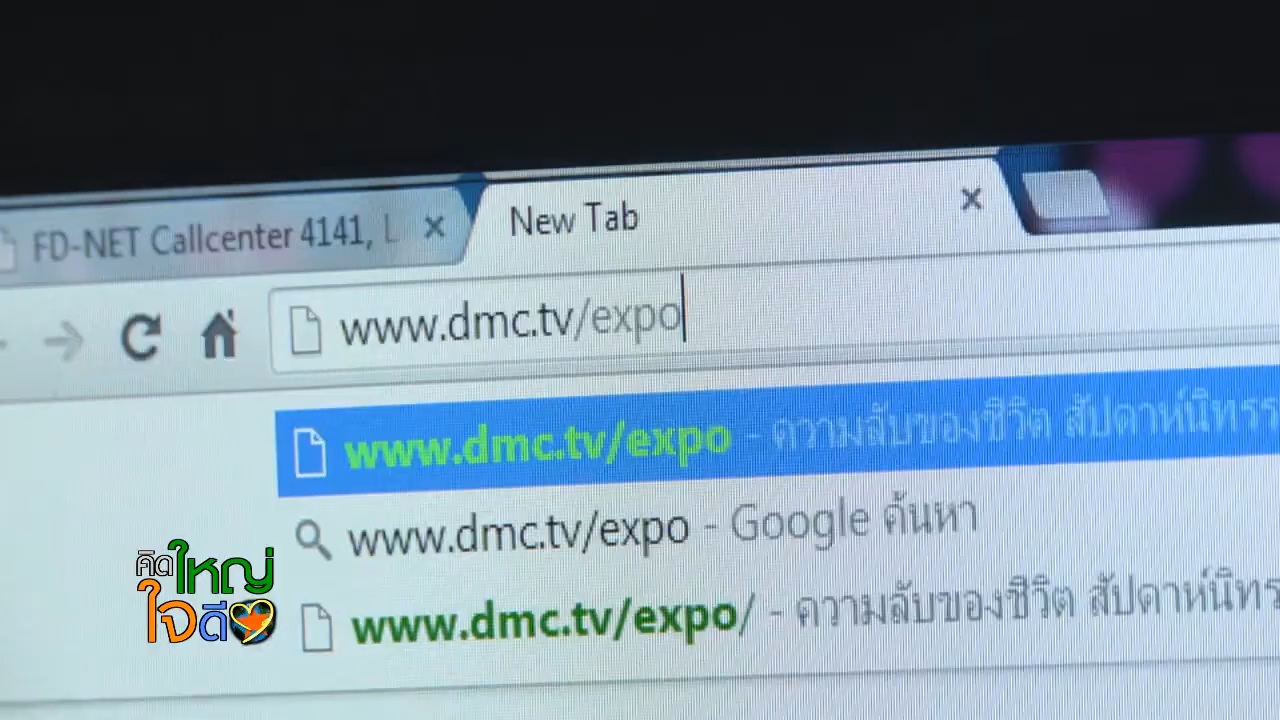 FD-NET Callcenter 4141, L
New Tab
www.dmc.tv/expo
www.dmc.tv/expo - ความลับของชีวิต สัปดาห์นิทรร
www.dmc.tv/expo - Google ค้นหา
www.dmc.tv/expo/ - ความลับของชีวิต สัปดาห์นิทร
คิดใหญ่
ใจดี